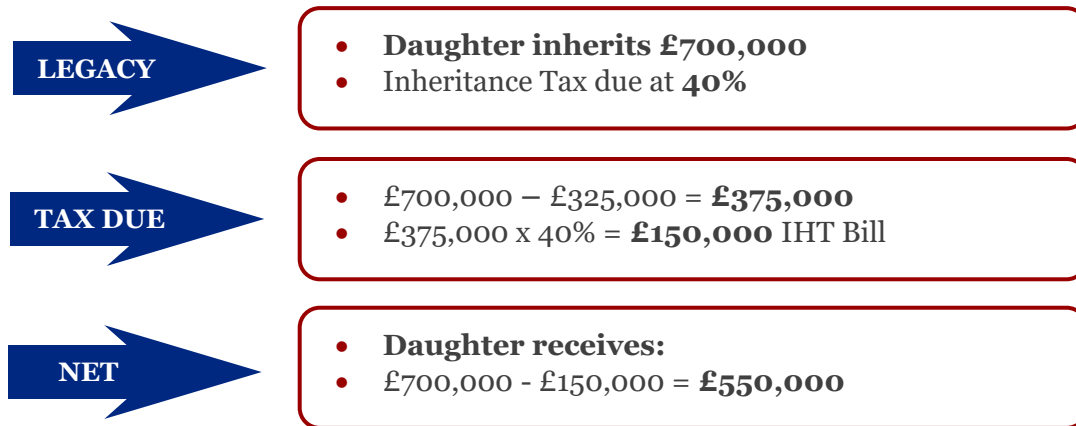 LEGACY
• Daughter inherits £700,000
• Inheritance Tax due at 40%
TAX DUE
• £700,000 – £325,000 = £375,000
• £375,000 x 40% = £150,000 IHT Bill
NET
• Daughter receives:
• £700,000 - £150,000 = £550,000